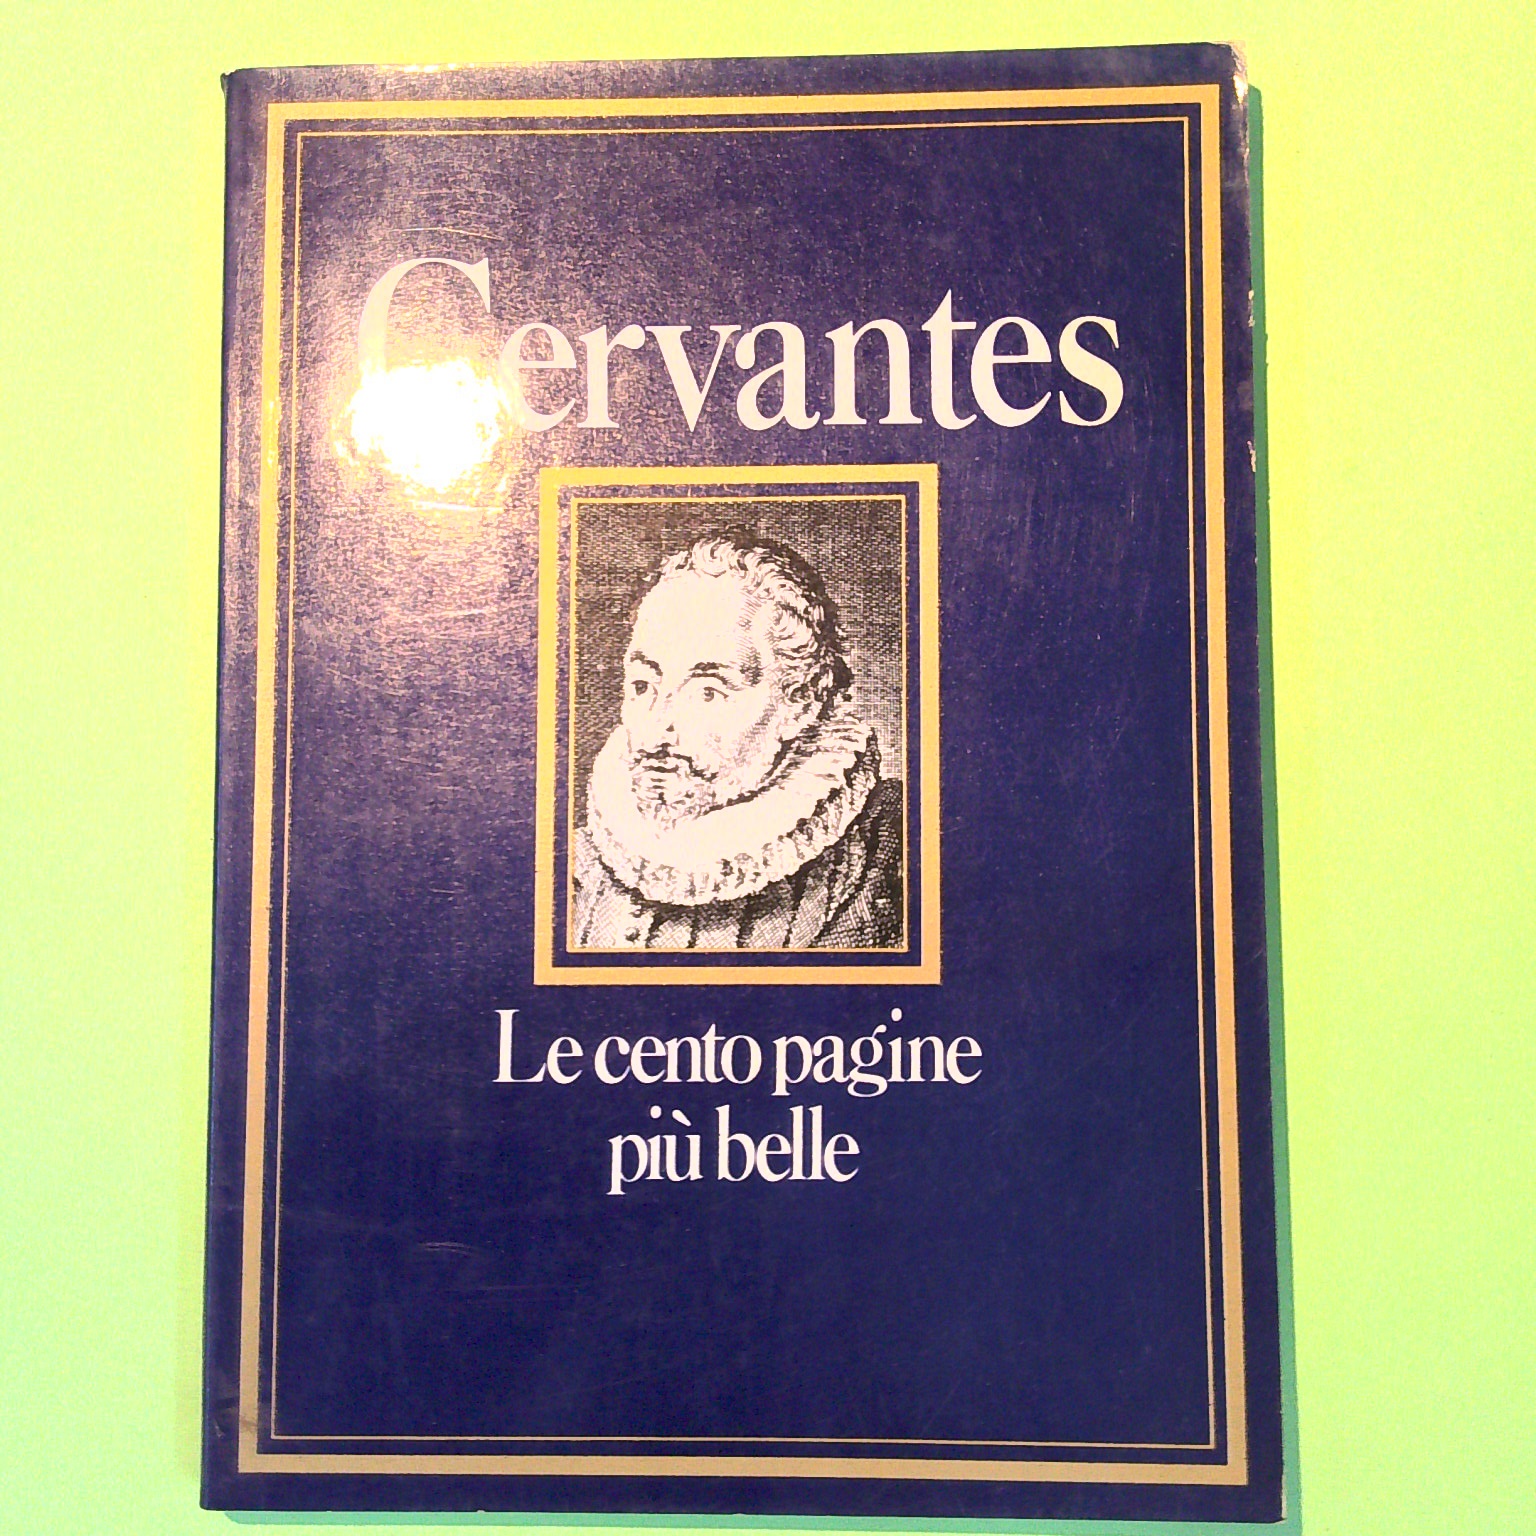 Cervantes
Le cento pagine
più belle